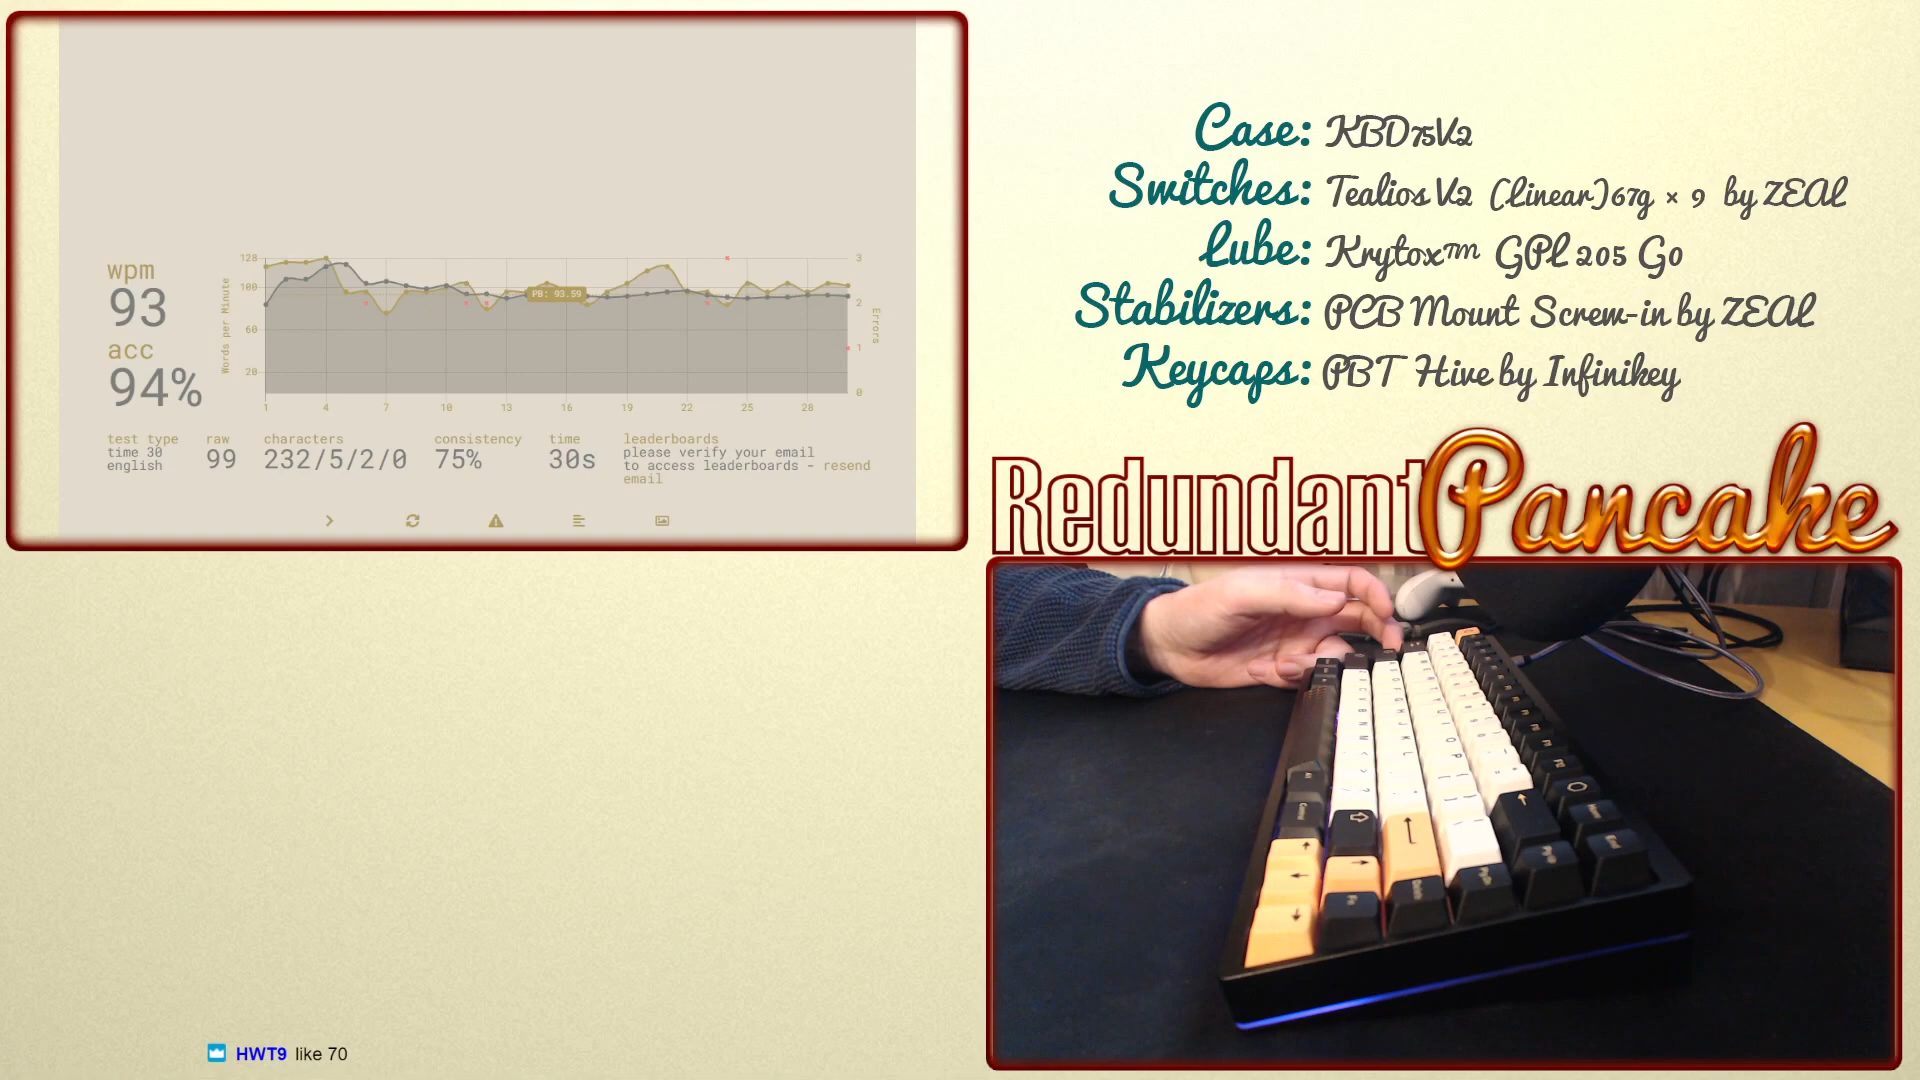 wpm
93
acc
94%
Words per Minute
128
100
60
20
PB: 93.59
3
2
1
0
Errors
1 4 7 10 13 16 19 22 25 28
test type
time 30
english
raw
99
characters
232/5/2/0
consistency
75%
time
30s
leaderboards
please verify your email
to access leaderboards - resend
email
Case: KBD75V2
Switches: Tealios V2 (Linear) 67g × 9 by ZEAL
Lube: Krytox™ GPL 205 G0
Stabilizers: PCB Mount Screw-in by ZEAL
Keycaps: PBT Hive by Infinikey
Redundant Pancake
HWT9 like 70